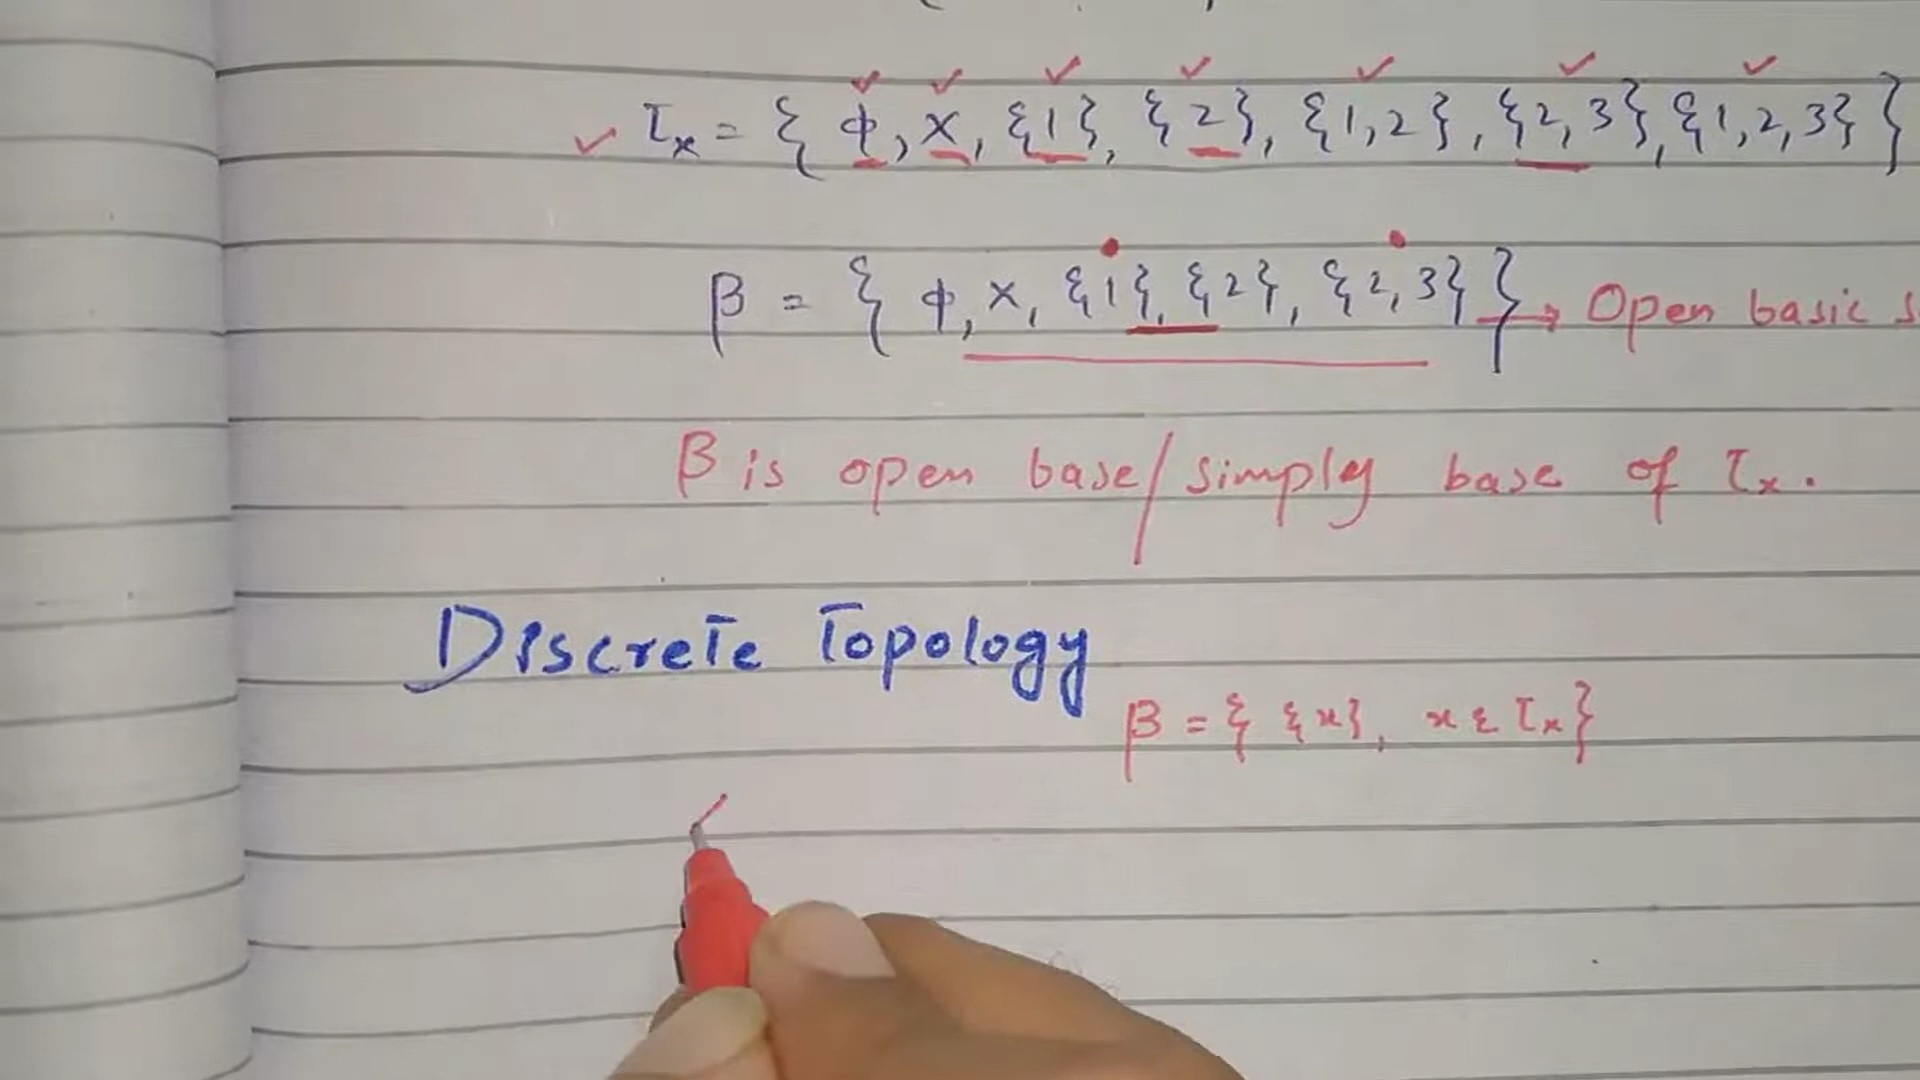 τₓ = { ϕ, X, {1}, {2}, {1,2}, {2,3}, {1,2,3} }
β = { ϕ, X, {1}, {2}, {2,3} } → Open basic
β is open base/simply base of τₓ.
Discrete Topology
β = { {x}, x ε τₓ }